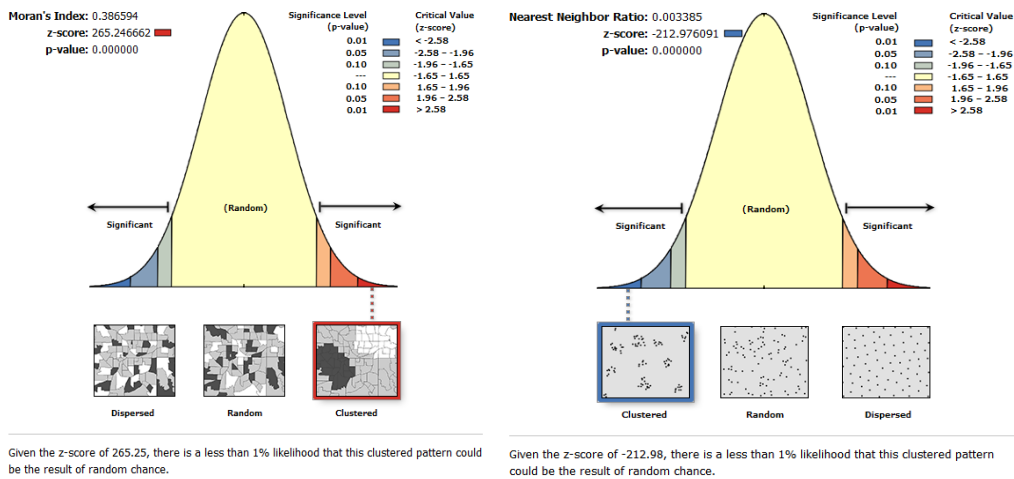 Moran's Index: 0.386594
z-score: 265.246662
p-value: 0.000000
Significance Level
(p-value)
Critical Value
(z-score)
0.01 < -2.58
0.05 -2.58 – -1.96
0.10 -1.96 – -1.65
--- -1.65 – 1.65
0.10 1.65 – 1.96
0.05 1.96 – 2.58
0.01 > 2.58
(Random)
Significant
Significant
Dispersed
Random
Clustered
Given the z-score of 265.25, there is a less than 1% likelihood that this clustered pattern could
be the result of random chance.
Nearest Neighbor Ratio: 0.003385
z-score: -212.976091
p-value: 0.000000
Significance Level
(p-value)
Critical Value
(z-score)
0.01 < -2.58
0.05 -2.58 – -1.96
0.10 -1.96 – -1.65
--- -1.65 – 1.65
0.10 1.65 – 1.96
0.05 1.96 – 2.58
0.01 > 2.58
(Random)
Significant
Significant
Clustered
Random
Dispersed
Given the z-score of -212.98, there is a less than 1% likelihood that this clustered pattern
could be the result of random chance.